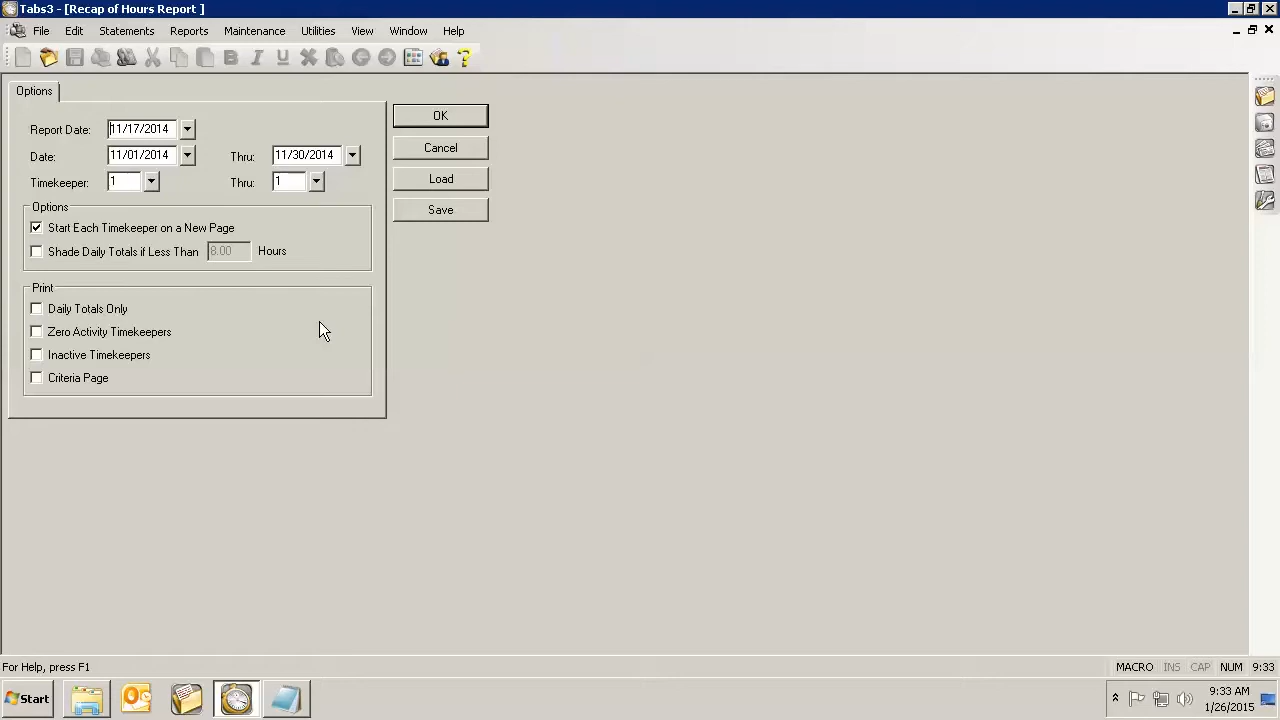 Tabs3 - [Recap of Hours Report ]
File Edit Statements Reports Maintenance Utilities View Window Help
B I U ?
Options
Report Date: 11/17/2014
Date: 11/01/2014 Thru: 11/30/2014
Timekeeper: 1 Thru: 1
Options
Start Each Timekeeper on a New Page
Shade Daily Totals if Less Than 8.00 Hours
Print
Daily Totals Only
Zero Activity Timekeepers
Inactive Timekeepers
Criteria Page
OK
Cancel
Load
Save
For Help, press F1
MACRO INS CAP NUM 9:33
Start
9:33 AM
1/26/2015